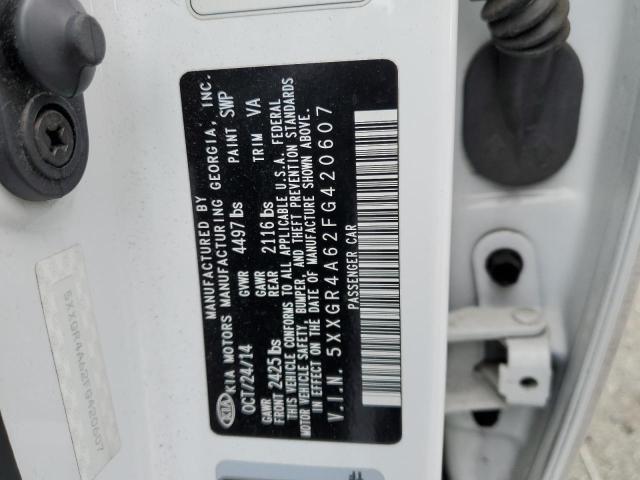 KIA
MANUFACTURED BY
KIA MOTORS MANUFACTURING GEORGIA, INC.
OCT/24/14 GVWR 4497 lbs PAINT SWP
GAWR GAWR TRIM VA
FRONT 2425 lbs REAR 2116 lbs
THIS VEHICLE CONFORMS TO ALL APPLICABLE U.S.A. FEDERAL
MOTOR VEHICLE SAFETY, BUMPER, AND THEFT PREVENTION STANDARDS
IN EFFECT ON THE DATE OF MANUFACTURE SHOWN ABOVE.
V.I.N. 5XXGR4A62FG420607
PASSENGER CAR